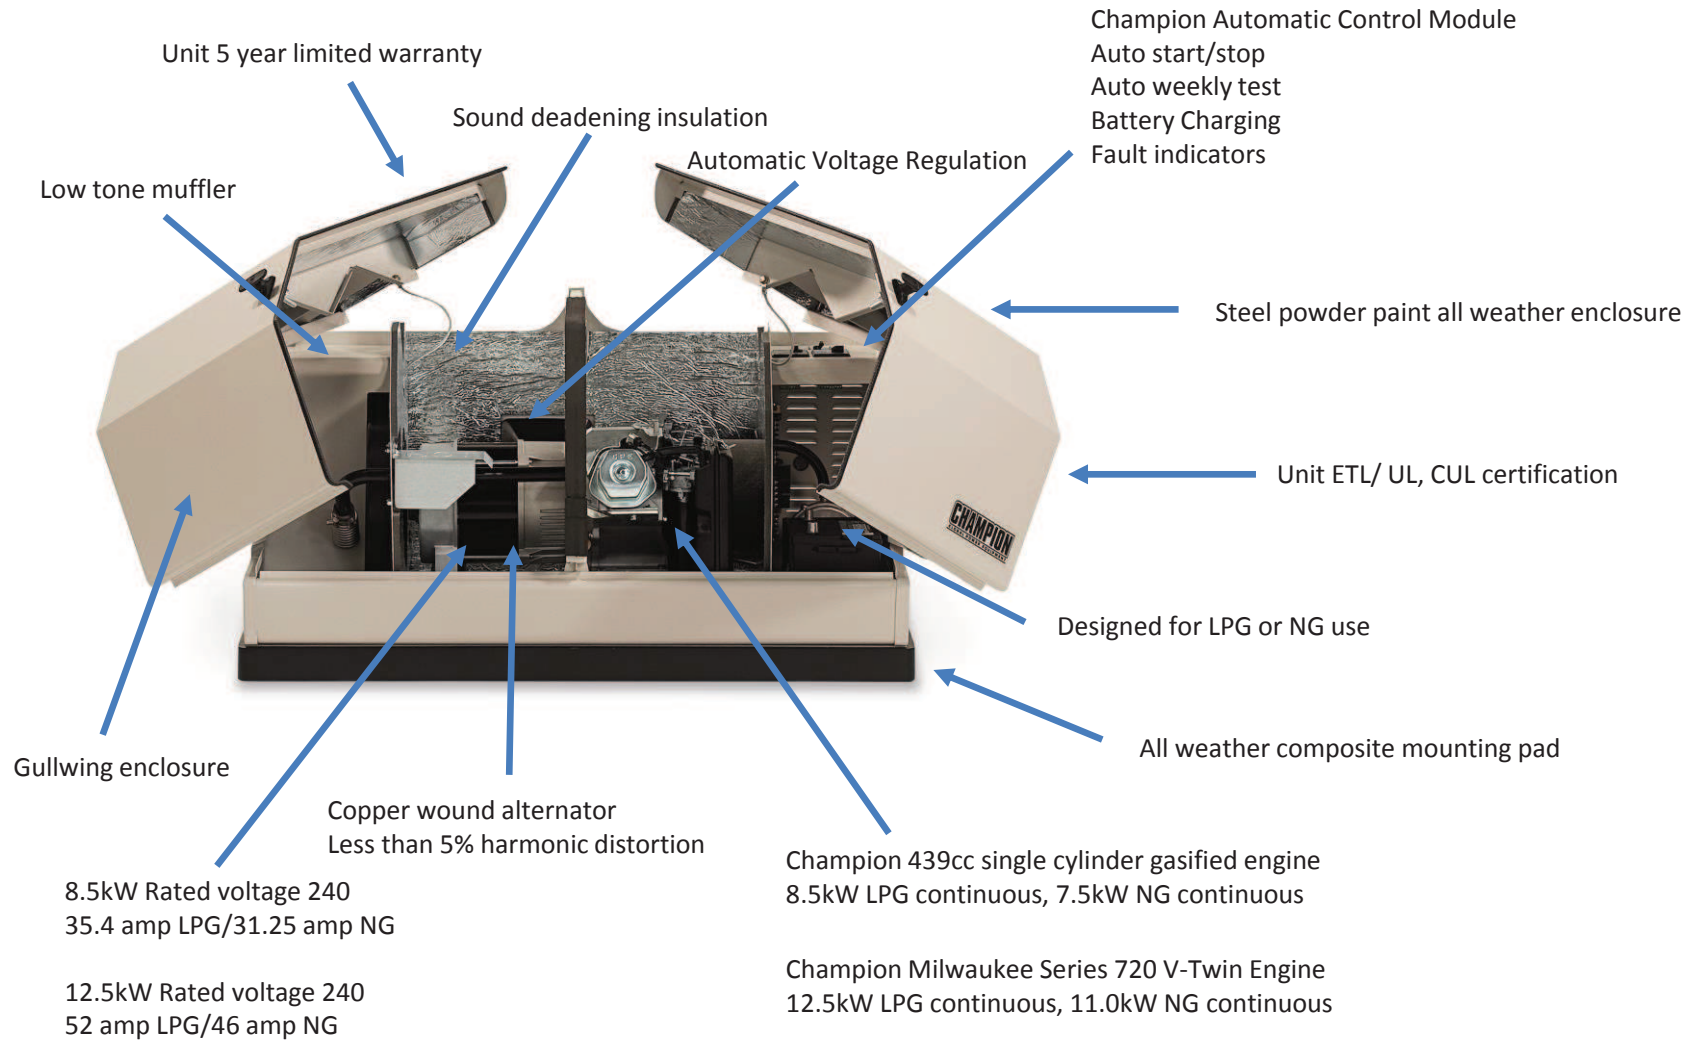 Champion Automatic Control Module
Auto start/stop
Auto weekly test
Battery Charging
Fault indicators
Unit 5 year limited warranty
Sound deadening insulation
Automatic Voltage Regulation
Low tone muffler
Steel powder paint all weather enclosure
Unit ETL/ UL, CUL certification
CHAMPION
Designed for LPG or NG use
All weather composite mounting pad
Gullwing enclosure
Copper wound alternator
Less than 5% harmonic distortion
8.5kW Rated voltage 240
35.4 amp LPG/31.25 amp NG
12.5kW Rated voltage 240
52 amp LPG/46 amp NG
Champion 439cc single cylinder gasified engine
8.5kW LPG continuous, 7.5kW NG continuous
Champion Milwaukee Series 720 V-Twin Engine
12.5kW LPG continuous, 11.0kW NG continuous